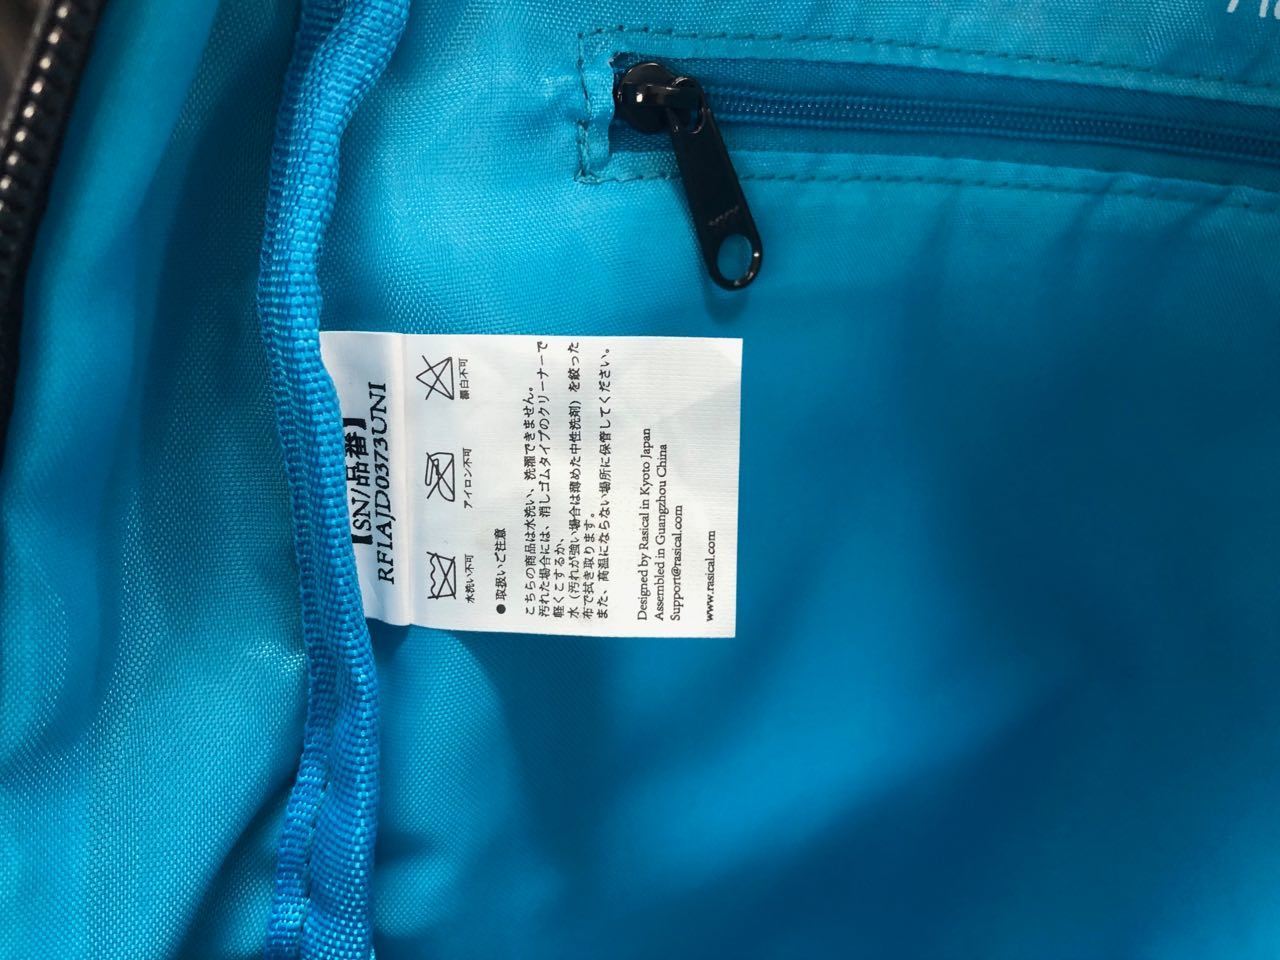 【SN/品番】
RF1AJD0373UNI
水洗い不可
アイロン不可
漂白不可
●取扱いご注意
こちらの商品は水洗い、洗濯できません。
汚れた場合には、消しゴムタイプのクリーナーで
軽くこするか、
水（汚れが強い場合は薄めた中性洗剤）を絞った
布で拭き取ります。
また、高温にならない場所に保管してください。
Designed by Rasical in Kyoto Japan
Assembled in Guangzhou China
Support@rasical.com
www.rasical.com